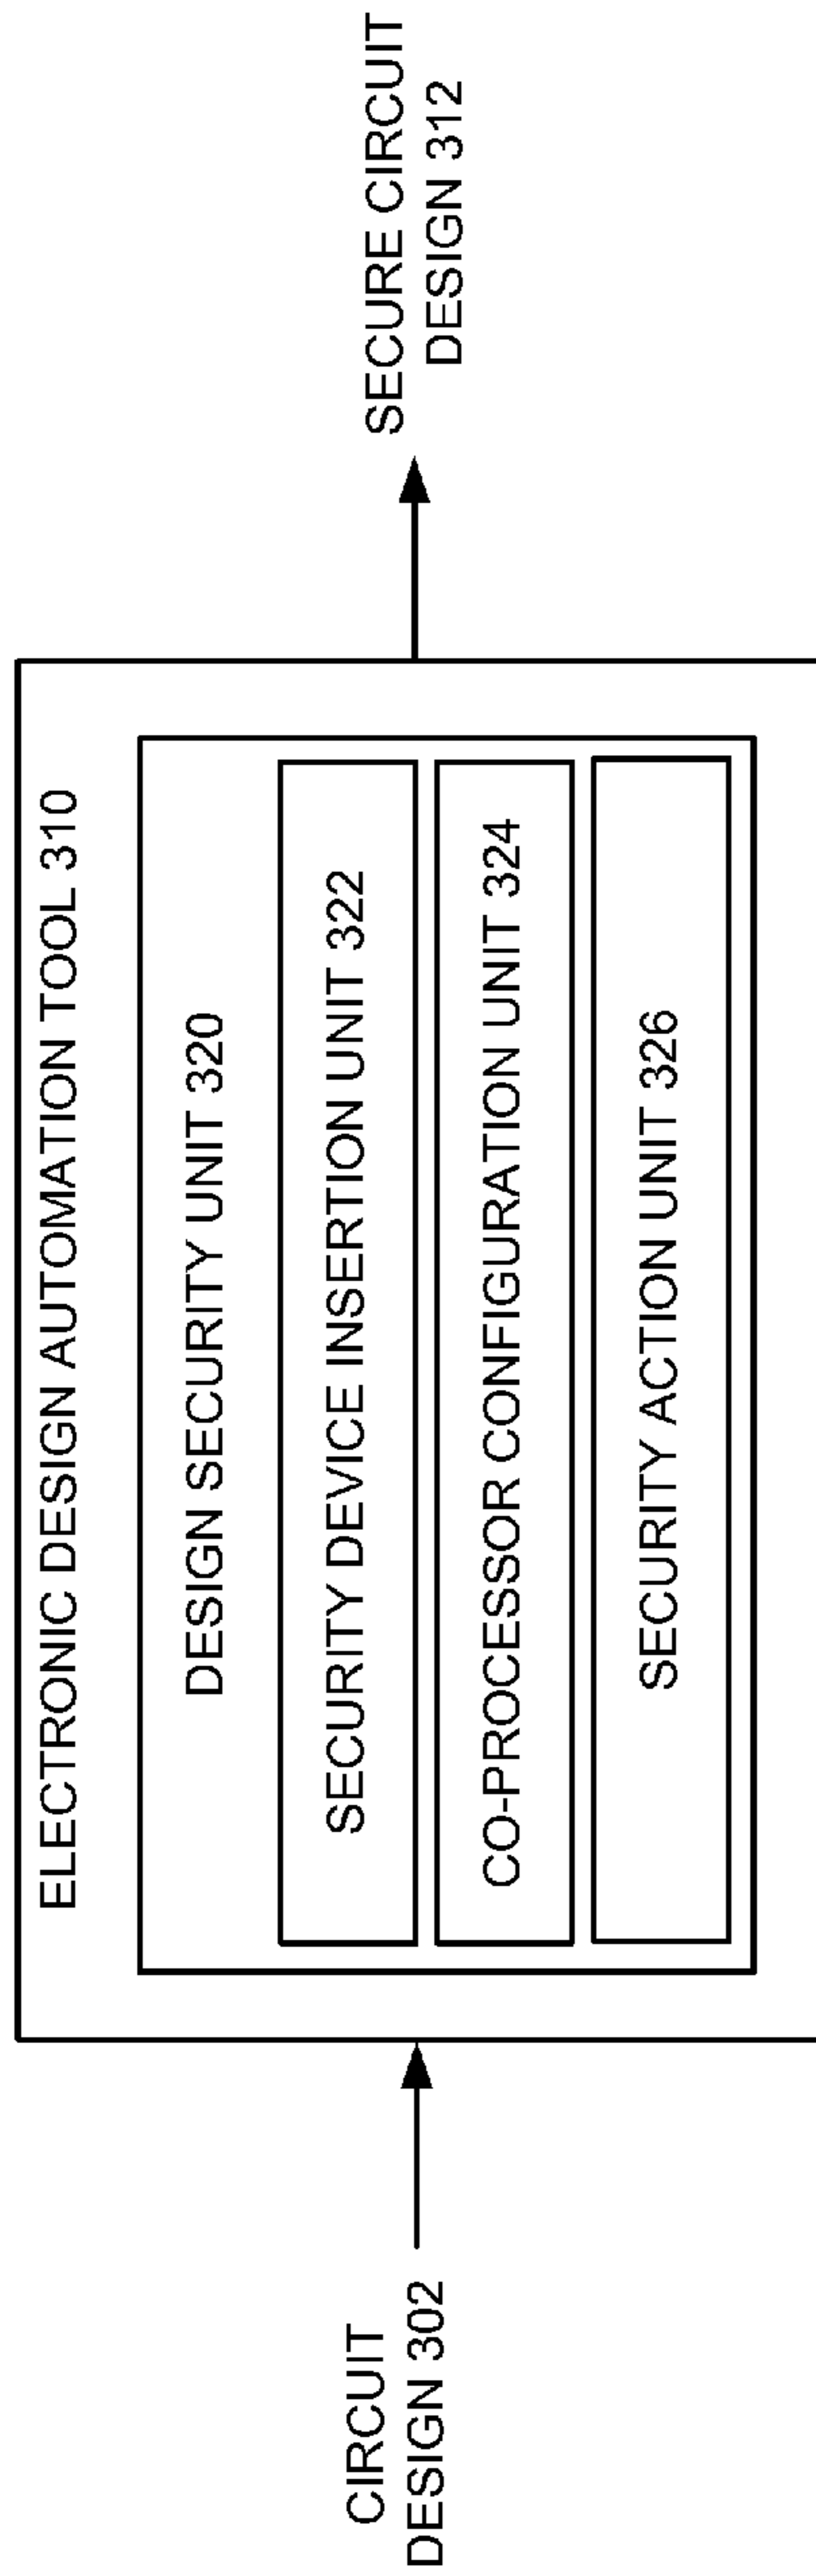 CIRCUIT
DESIGN 302
ELECTRONIC DESIGN AUTOMATION TOOL 310
DESIGN SECURITY UNIT 320
SECURITY DEVICE INSERTION UNIT 322
CO-PROCESSOR CONFIGURATION UNIT 324
SECURITY ACTION UNIT 326
SECURE CIRCUIT
DESIGN 312